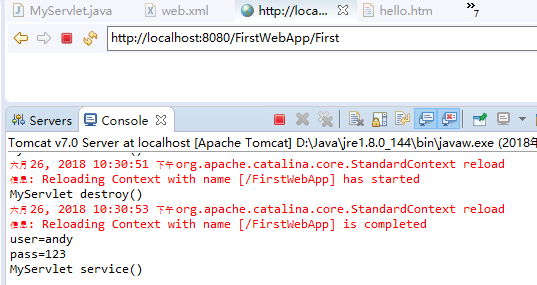 MyServlet.java web.xml http://loca... hello.htm »7
http://localhost:8080/FirstWebApp/First
Servers Console
Tomcat v7.0 Server at localhost [Apache Tomcat] D:\Java\jre1.8.0_144\bin\javaw.exe (2018年
六月 26, 2018 10:30:51 下午 org.apache.catalina.core.StandardContext reload
信息: Reloading Context with name [/FirstWebApp] has started
MyServlet destroy()
六月 26, 2018 10:30:53 下午 org.apache.catalina.core.StandardContext reload
信息: Reloading Context with name [/FirstWebApp] is completed
user=andy
pass=123
MyServlet service()